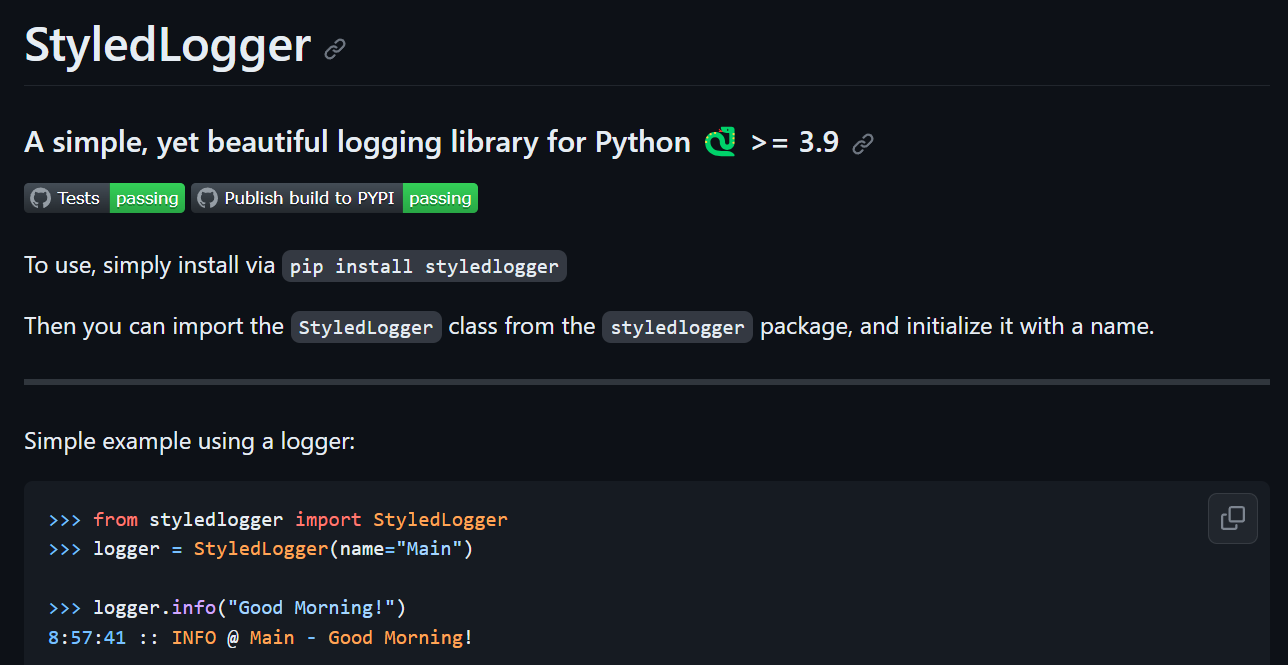 StyledLogger
A simple, yet beautiful logging library for Python 🐍 >= 3.9
Tests passing Publish build to PYPI passing
To use, simply install via pip install styledlogger
Then you can import the StyledLogger class from the styledlogger package, and initialize it with a name.
Simple example using a logger:
>>> from styledlogger import StyledLogger
>>> logger = StyledLogger(name="Main")
>>> logger.info("Good Morning!")
8:57:41 :: INFO @ Main - Good Morning!